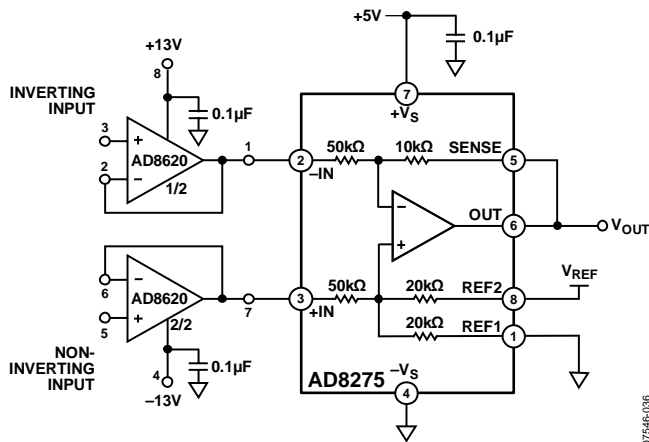 +5V
0.1µF
+13V
8
7
+VS
INVERTING
INPUT
0.1µF
3
+
AD8620
2
–
1/2
1
2
–IN
50kΩ
10kΩ
SENSE
5
–
+
OUT
6
VOUT
6
–
AD8620
5
+
2/2
7
3
+IN
50kΩ
20kΩ
REF2
8
VREF
20kΩ
REF1
1
NON-
INVERTING
INPUT
4
0.1µF
–13V
AD8275
–VS
4
07546-036